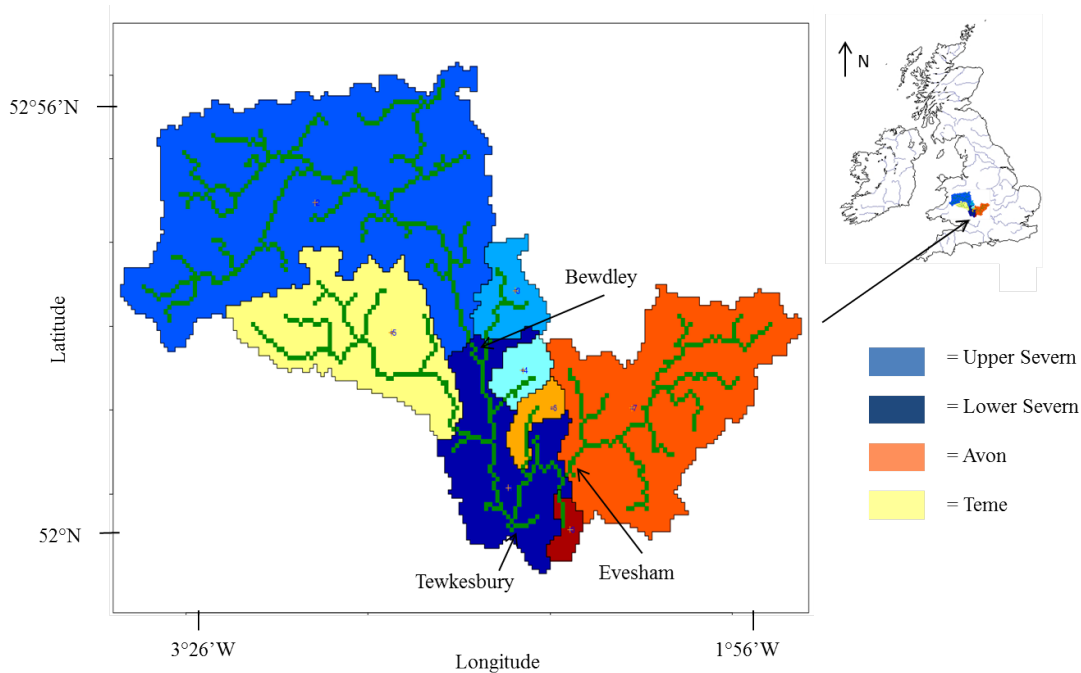 52°56’N
N
Bewdley
Latitude
= Upper Severn
= Lower Severn
= Avon
= Teme
52°N
Tewkesbury
Evesham
3°26’W
1°56’W
Longitude